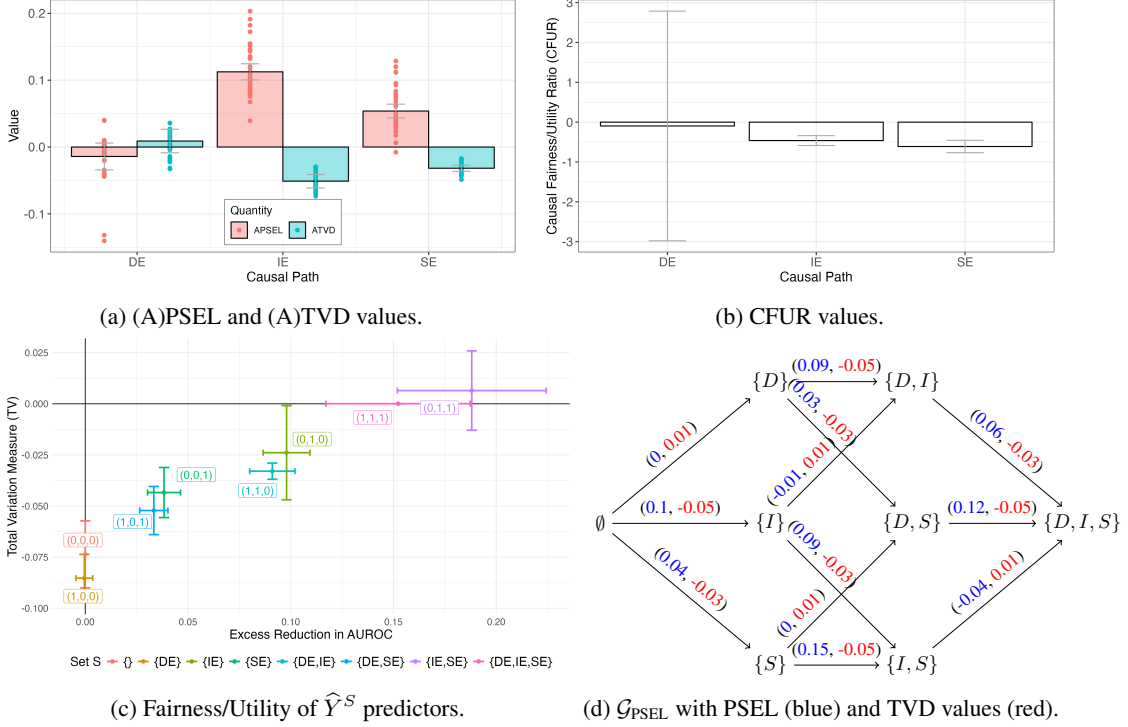 0.2
0.1
0.0
-0.1
Value
Quantity
APSEL
ATVD
DE
IE
SE
Causal Path
(a) (A)PSEL and (A)TVD values.
3
2
1
0
-1
-2
-3
Causal Fairness/Utility Ratio (CFUR)
DE
IE
SE
Causal Path
(b) CFUR values.
0.025
0.000
-0.025
-0.050
-0.075
-0.100
Total Variation Measure (TV)
(0,1,1)
(1,1,1)
(0,1,0)
(1,1,0)
(0,0,1)
(1,0,1)
(0,0,0)
(1,0,0)
0.00
0.05
0.10
0.15
0.20
Excess Reduction in AUROC
Set S {} {DE} {IE} {SE} {DE,IE} {DE,SE} {IE,SE} {DE,IE,SE}
(c) Fairness/Utility of Ŷ^S predictors.
(0.09, -0.05)
{D}
{D, I}
(0.03, -0.03)
(0, 0.01)
(0.06, -0.03)
(-0.01, 0.01)
∅
(0.1, -0.05)
{I}
{D, S}
(0.12, -0.05)
{D, I, S}
(0.09, -0.03)
(0.04, -0.03)
(0, 0.01)
(-0.04, 0.01)
(0.15, -0.05)
{S}
{I, S}
(d) 𝒢_PSEL with PSEL (blue) and TVD values (red).